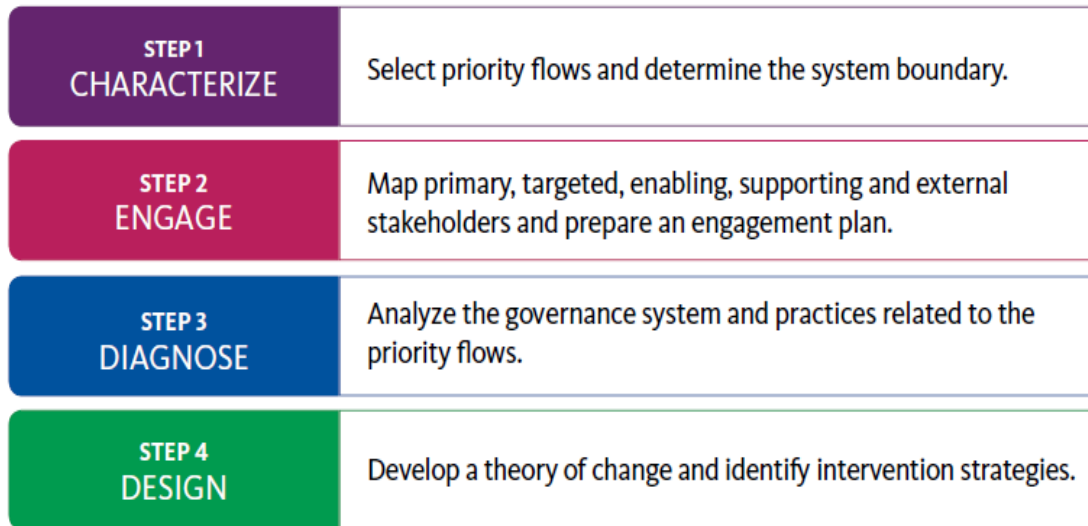 STEP 1
CHARACTERIZE
Select priority flows and determine the system boundary.
STEP 2
ENGAGE
Map primary, targeted, enabling, supporting and external
stakeholders and prepare an engagement plan.
STEP 3
DIAGNOSE
Analyze the governance system and practices related to the
priority flows.
STEP 4
DESIGN
Develop a theory of change and identify intervention strategies.